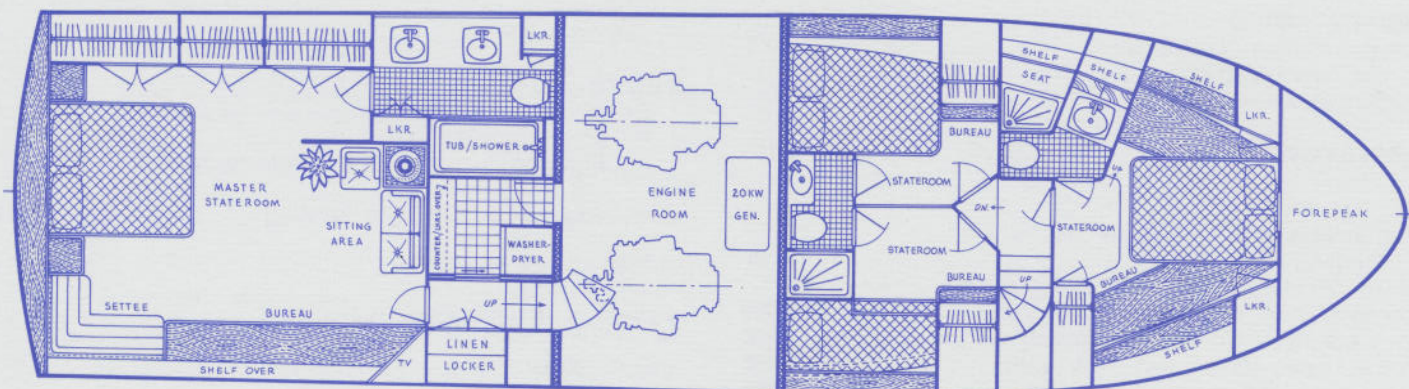 LKR.
LKR.
TUB/SHOWER
MASTER
STATEROOM
SITTING
AREA
COUNTER/LKRS OVER
WASHER-
DRYER
UP
SETTEE
BUREAU
SHELF OVER
TV
LINEN
LOCKER
ENGINE
ROOM
20KW
GEN.
BUREAU
STATEROOM
STATEROOM
BUREAU
DN.
UP
SHELF
SEAT
SHELF
SHELF
LKR.
UP
STATEROOM
BUREAU
SHELF
LKR.
FOREPEAK